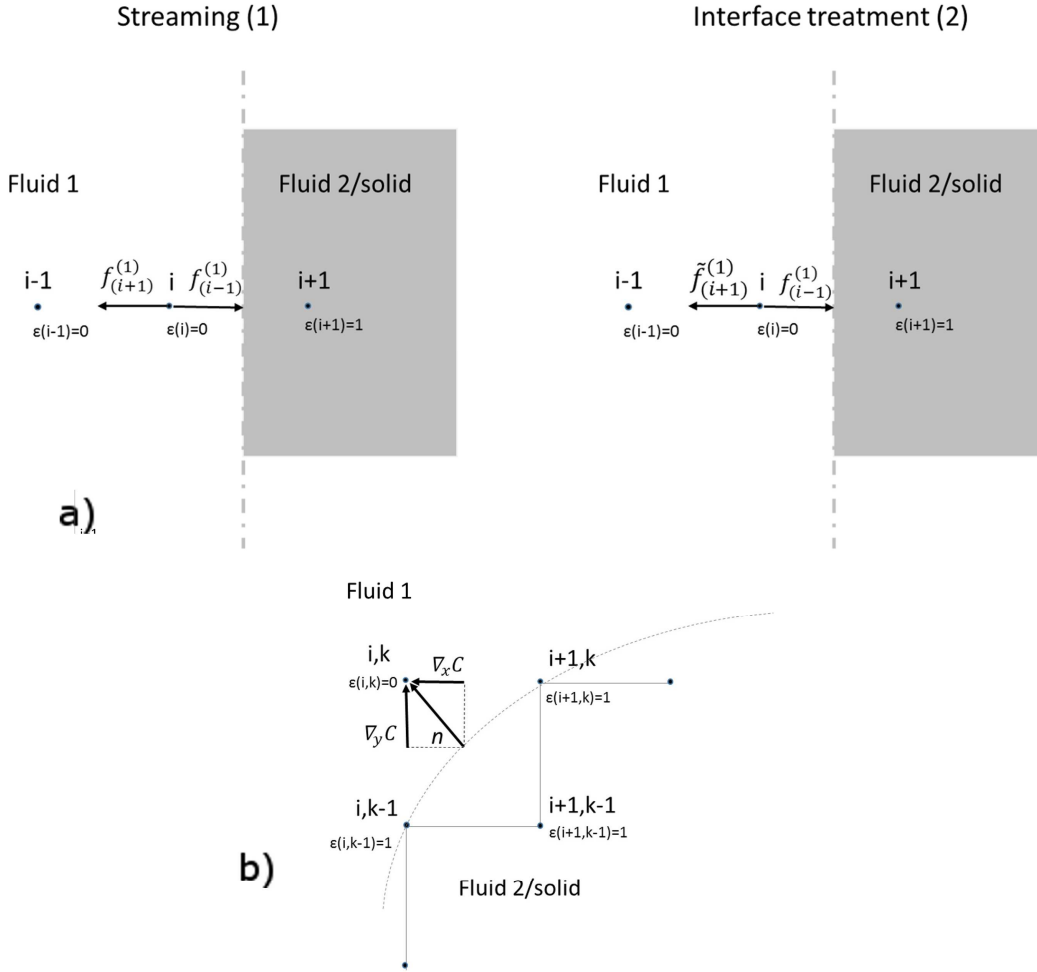 Streaming (1)
Interface treatment (2)
Fluid 1
Fluid 2/solid
i-1
f_{(i+1)}^{(1)}
i
f_{(i−1)}^{(1)}
i+1
ε(i-1)=0
ε(i)=0
ε(i+1)=1
Fluid 1
Fluid 2/solid
i-1
f̃_{(i+1)}^{(1)}
i
f_{(i−1)}^{(1)}
i+1
ε(i-1)=0
ε(i)=0
ε(i+1)=1
a)
Fluid 1
i,k
∇ₓC
i+1,k
ε(i,k)=0
ε(i+1,k)=1
∇_yC
n
i,k-1
i+1,k-1
ε(i,k-1)=1
ε(i+1,k-1)=1
b)
Fluid 2/solid